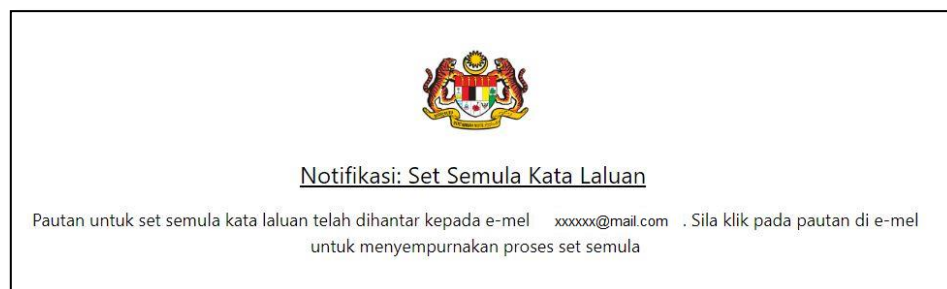 Notifikasi: Set Semula Kata Laluan
Pautan untuk set semula kata laluan telah dihantar kepada e-mel xxxxxx@mail.com . Sila klik pada pautan di e-mel
untuk menyempurnakan proses set semula